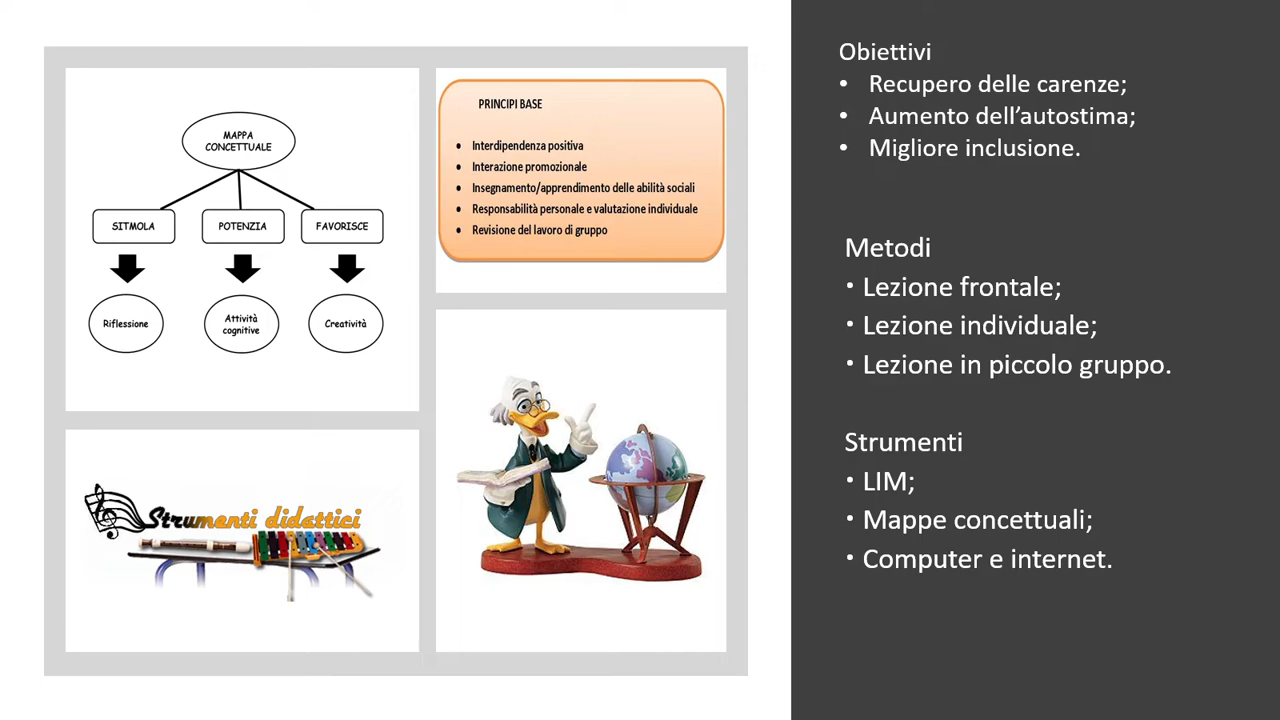 MAPPA
CONCETTUALE
SITMOLA
POTENZIA
FAVORISCE
Riflessione
Attività
cognitive
Creatività
PRINCIPI BASE
• Interdipendenza positiva
• Interazione promozionale
• Insegnamento/apprendimento delle abilità sociali
• Responsabilità personale e valutazione individuale
• Revisione del lavoro di gruppo
Strumenti didattici
Obiettivi
• Recupero delle carenze;
• Aumento dell’autostima;
• Migliore inclusione.
Metodi
• Lezione frontale;
• Lezione individuale;
• Lezione in piccolo gruppo.
Strumenti
• LIM;
• Mappe concettuali;
• Computer e internet.